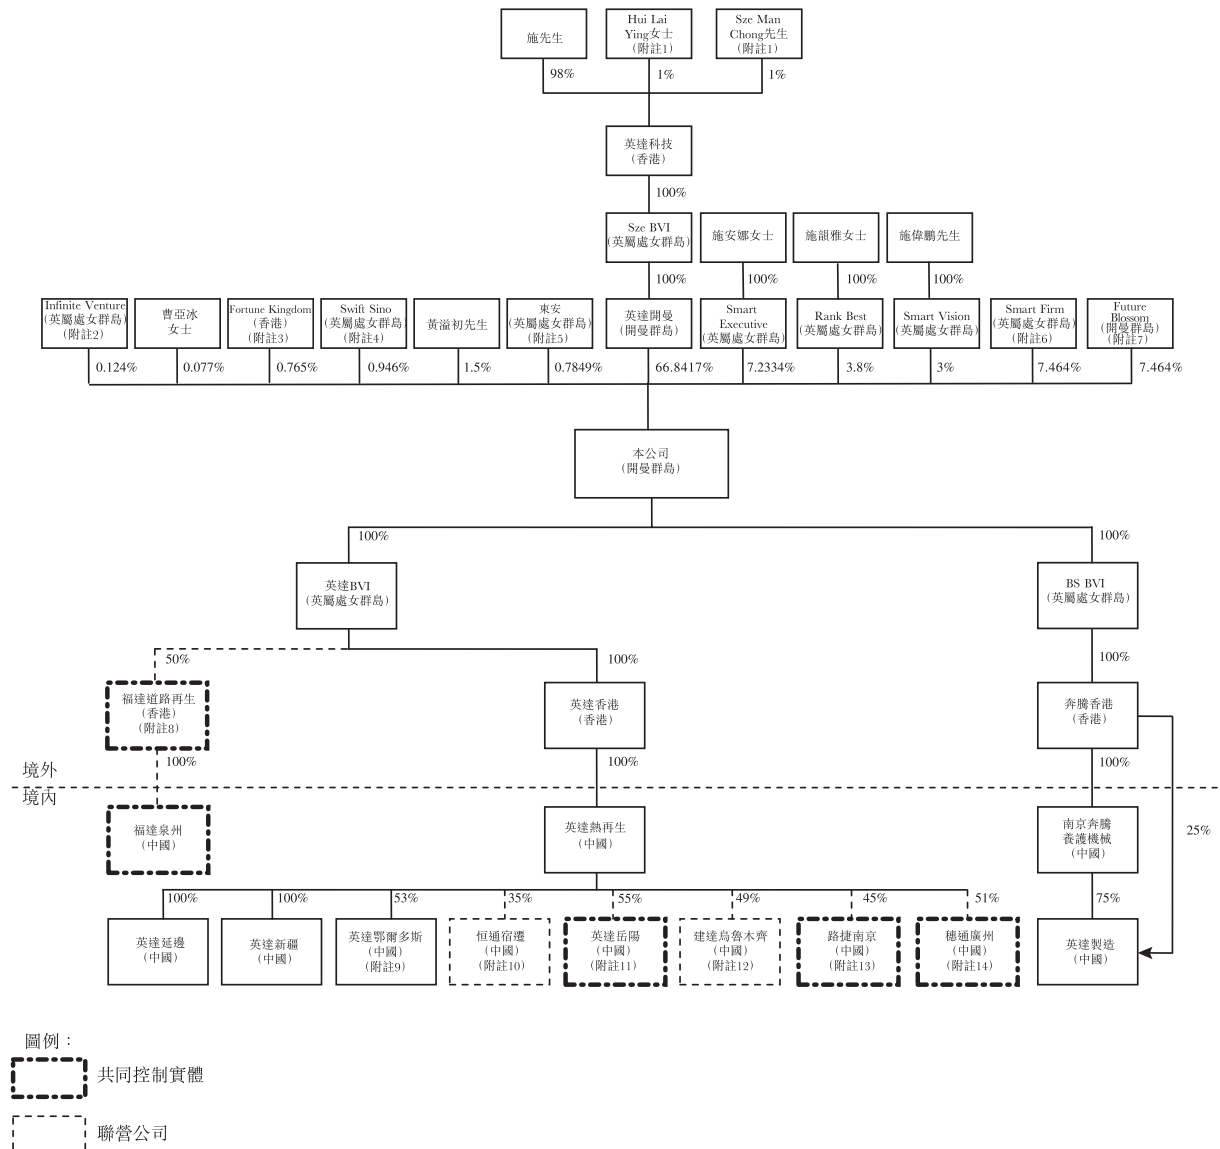 施先生
Hui Lai
Ying女士
(附註1)
Sze Man
Chong先生
(附註1)
98%
1%
1%
英達科技
(香港)
100%
Sze BVI
(英屬處女群島)
施安娜女士
施韻雅女士
施偉鵬先生
100%
100%
100%
100%
Infinite Venture
(英屬處女群島)
(附註2)
曹亞冰
女士
Fortune Kingdom
(香港)
(附註3)
Swift Sino
(英屬處女群島)
(附註4)
黃溢初先生
東安
(英屬處女群島)
(附註5)
英達開曼
(開曼群島)
Smart
Executive
(英屬處女群島)
Rank Best
(英屬處女群島)
Smart Vision
(英屬處女群島)
Smart Firm
(英屬處女群島)
(附註6)
Future
Blossom
(開曼群島)
(附註7)
0.124%
0.077%
0.765%
0.946%
1.5%
0.7849%
66.8417%
7.2334%
3.8%
3%
7.464%
7.464%
本公司
(開曼群島)
100%
100%
英達BVI
(英屬處女群島)
BS BVI
(英屬處女群島)
50%
100%
100%
福達道路再生
(香港)
(附註8)
英達香港
(香港)
奔騰香港
(香港)
100%
100%
100%
境外
境內
福達泉州
(中國)
英達熱再生
(中國)
南京奔騰
養護機械
(中國)
25%
100%
100%
53%
35%
55%
49%
45%
51%
75%
英達延邊
(中國)
英達新疆
(中國)
英達鄂爾多斯
(中國)
(附註9)
恒通宿遷
(中國)
(附註10)
英達岳陽
(中國)
(附註11)
建達烏魯木齊
(中國)
(附註12)
路捷南京
(中國)
(附註13)
穗通廣州
(中國)
(附註14)
英達製造
(中國)
圖例：
共同控制實體
聯營公司